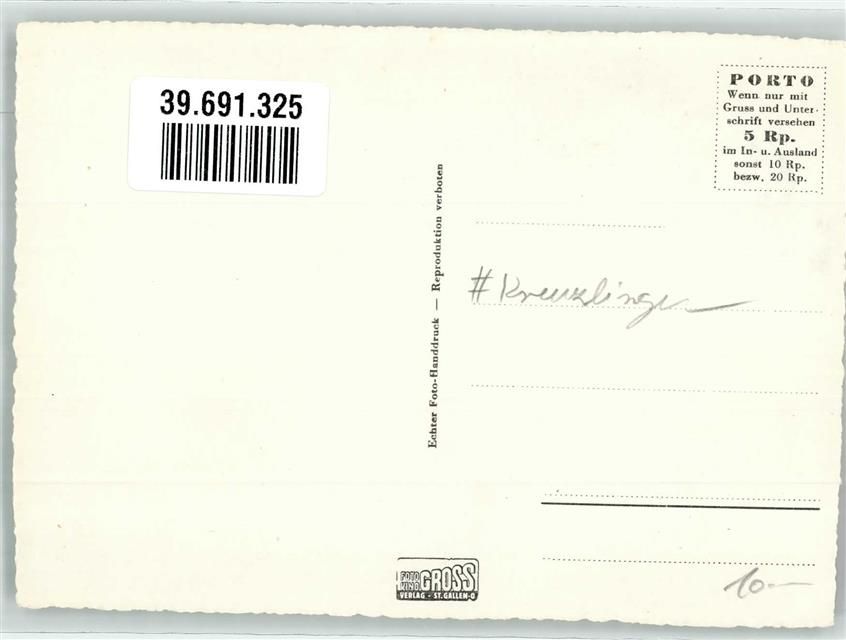 39.691.325
PORTO
Wenn nur mit
Gruss und Unter-
schrift versehen
5 Rp.
im In- u. Ausland
sonst 10 Rp.
bezw. 20 Rp.
Echter Foto-Handdruck — Reproduktion verboten
# Kreuzlingen
FOTO
KINO
GROSS
VERLAG - ST. GALLEN-O
10.—